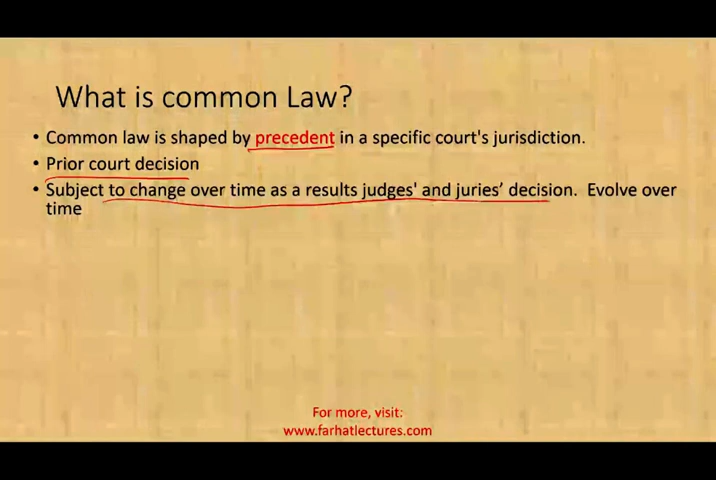 What is common Law?
• Common law is shaped by precedent in a specific court's jurisdiction.
• Prior court decision
• Subject to change over time as a results judges' and juries’ decision.  Evolve over
time
For more, visit:
www.farhatlectures.com